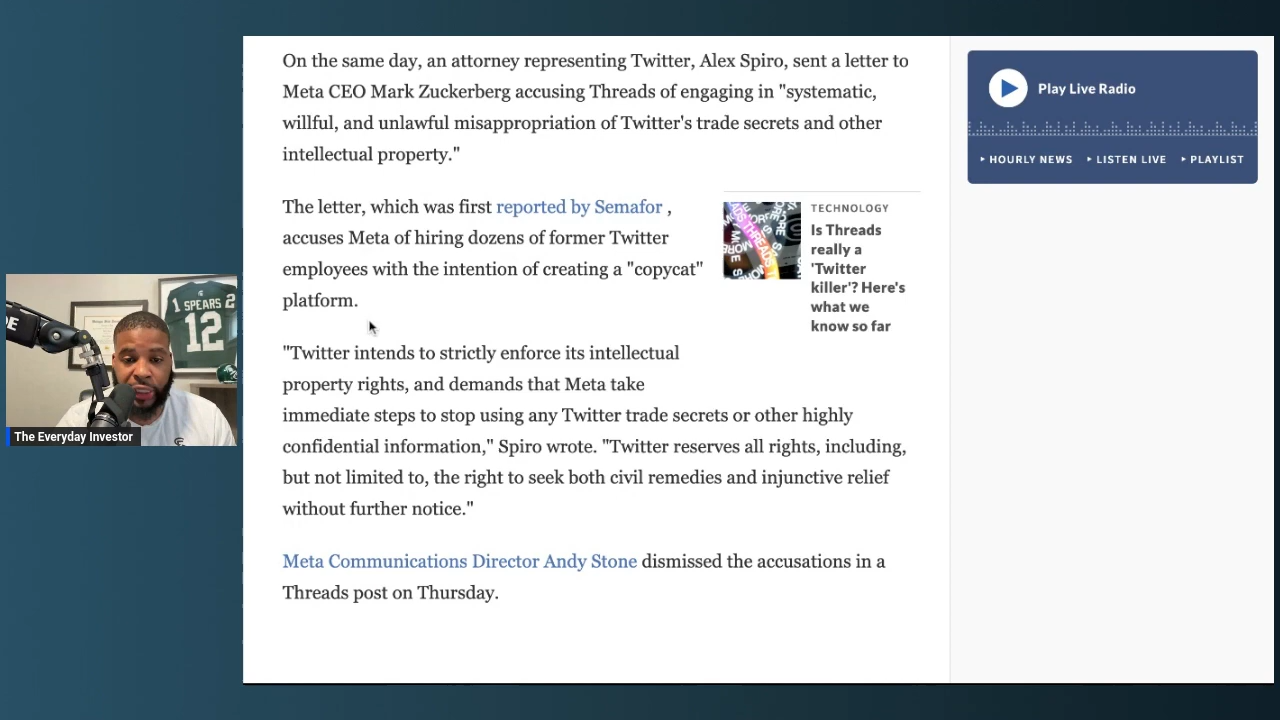 On the same day, an attorney representing Twitter, Alex Spiro, sent a letter to
Meta CEO Mark Zuckerberg accusing Threads of engaging in "systematic,
willful, and unlawful misappropriation of Twitter's trade secrets and other
intellectual property."
The letter, which was first reported by Semafor ,
accuses Meta of hiring dozens of former Twitter
employees with the intention of creating a "copycat"
platform.
TECHNOLOGY
Is Threads
really a
'Twitter
killer'? Here's
what we
know so far
"Twitter intends to strictly enforce its intellectual
property rights, and demands that Meta take
immediate steps to stop using any Twitter trade secrets or other highly
confidential information," Spiro wrote. "Twitter reserves all rights, including,
but not limited to, the right to seek both civil remedies and injunctive relief
without further notice."
Meta Communications Director Andy Stone dismissed the accusations in a
Threads post on Thursday.
Play Live Radio
HOURLY NEWS LISTEN LIVE PLAYLIST
SPEARS
12
The Everyday Investor